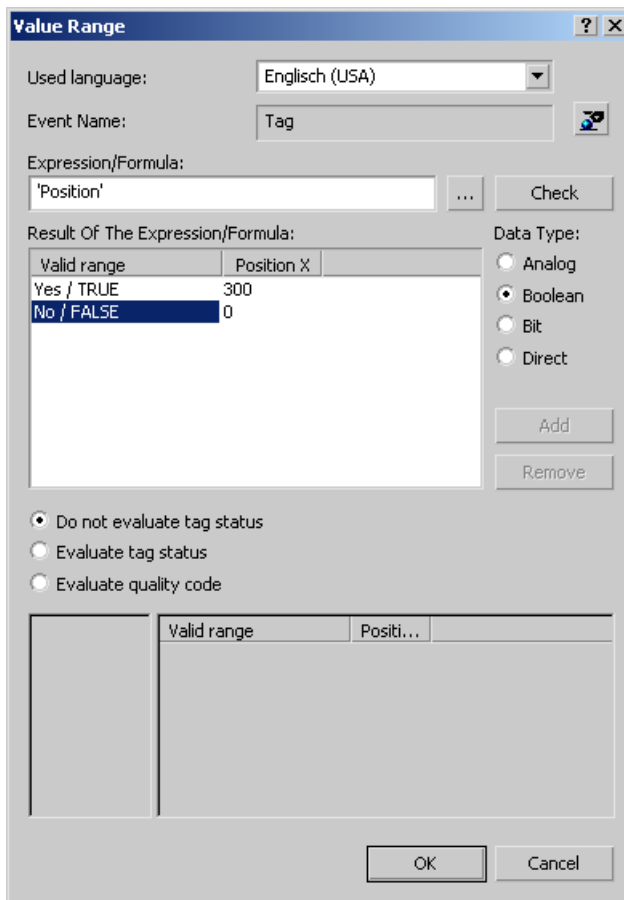 Value Range
Used language: Englisch (USA)
Event Name: Tag
Expression/Formula:
'Position' ... Check
Result Of The Expression/Formula: Data Type:
Valid range Position X Analog
Yes / TRUE 300 Boolean
No / FALSE 0 Bit
Direct
Add
Remove
Do not evaluate tag status
Evaluate tag status
Evaluate quality code
Valid range Positi...
OK Cancel